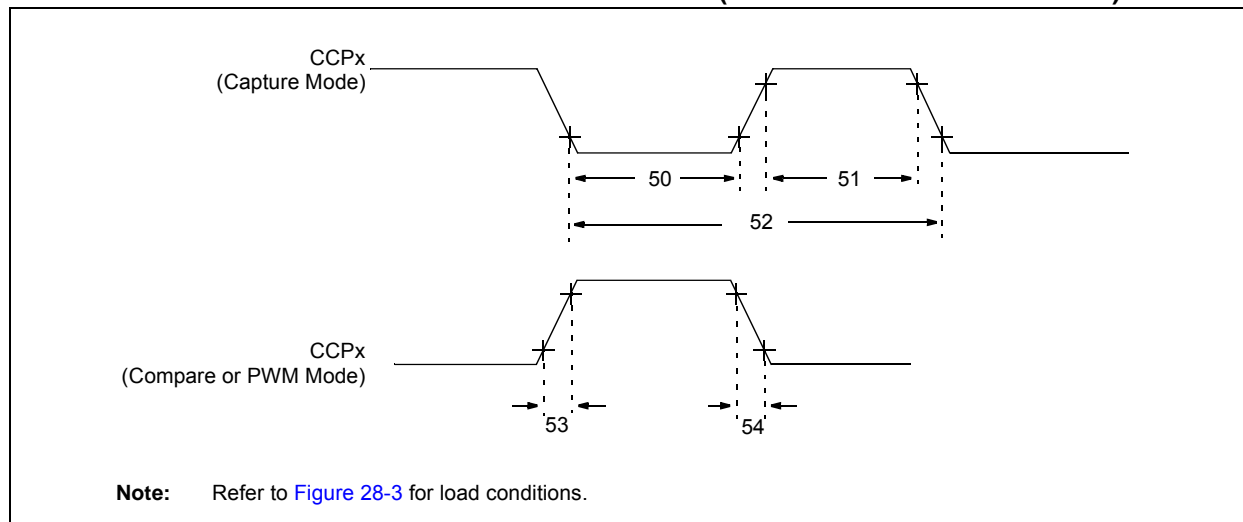 CCPx
(Capture Mode)
50
51
52
CCPx
(Compare or PWM Mode)
53
54
Note: Refer to Figure 28-3 for load conditions.